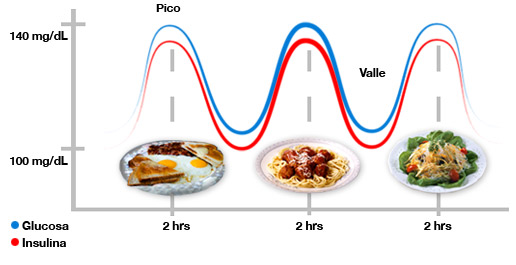 Pico
140 mg/dL
Valle
100 mg/dL
2 hrs 2 hrs 2 hrs
Glucosa
Insulina